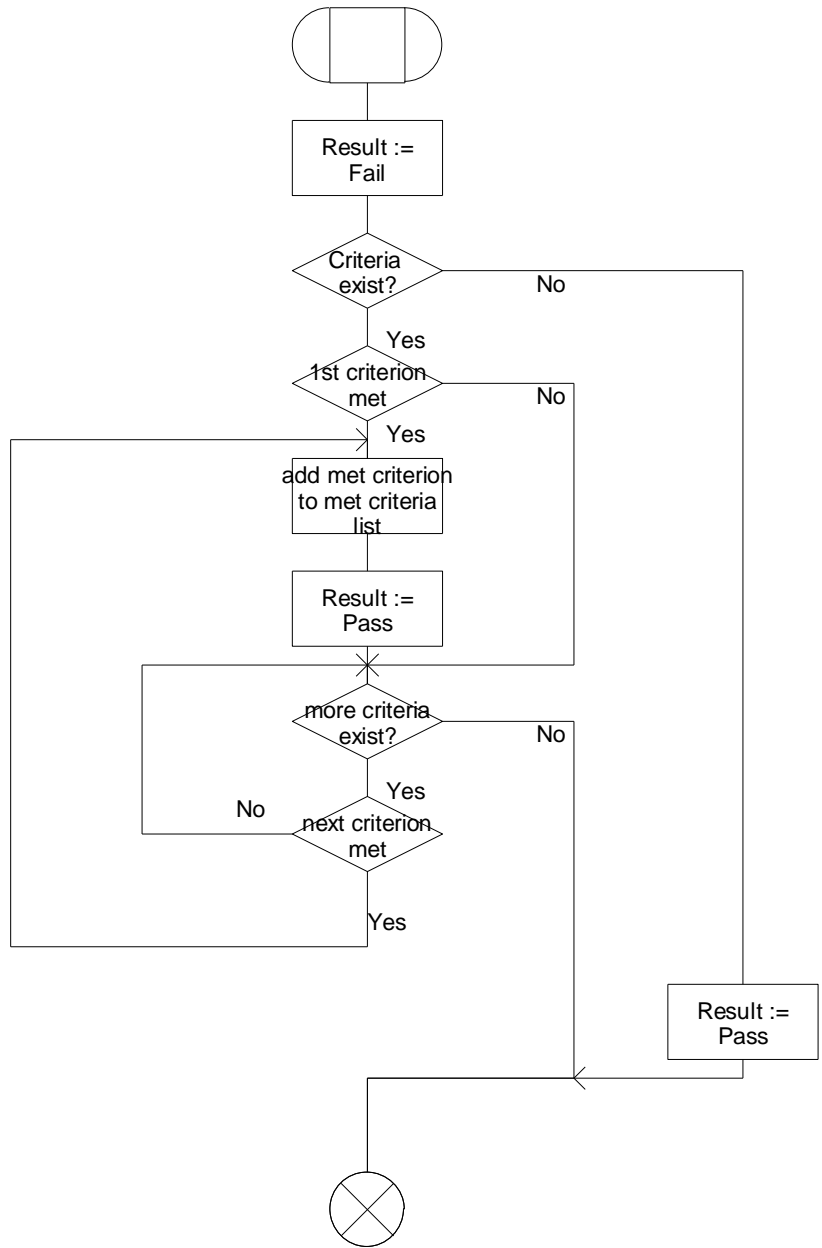 Result :=
Fail
Criteria
exist?
No
Yes
1st criterion
met
No
Yes
add met criterion
to met criteria
list
Result :=
Pass
more criteria
exist?
No
Yes
No
next criterion
met
Yes
Result :=
Pass